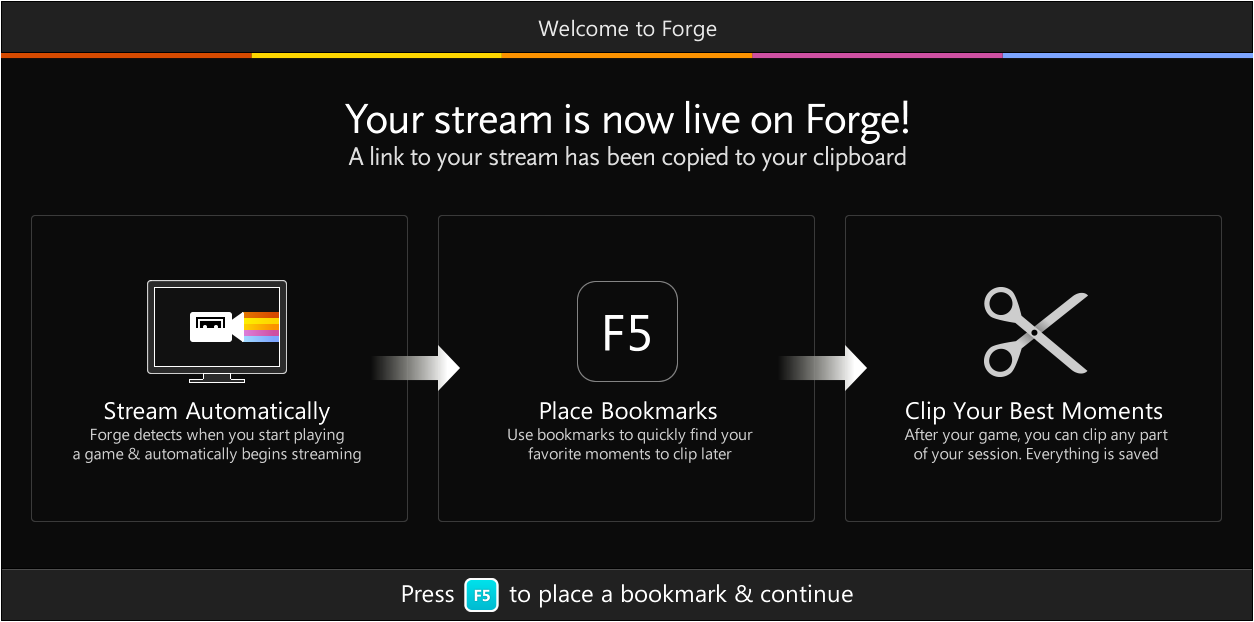 Welcome to Forge
Your stream is now live on Forge!
A link to your stream has been copied to your clipboard
Stream Automatically
Forge detects when you start playing
a game & automatically begins streaming
F5
Place Bookmarks
Use bookmarks to quickly find your
favorite moments to clip later
Clip Your Best Moments
After your game, you can clip any part
of your session. Everything is saved
Press F5 to place a bookmark & continue